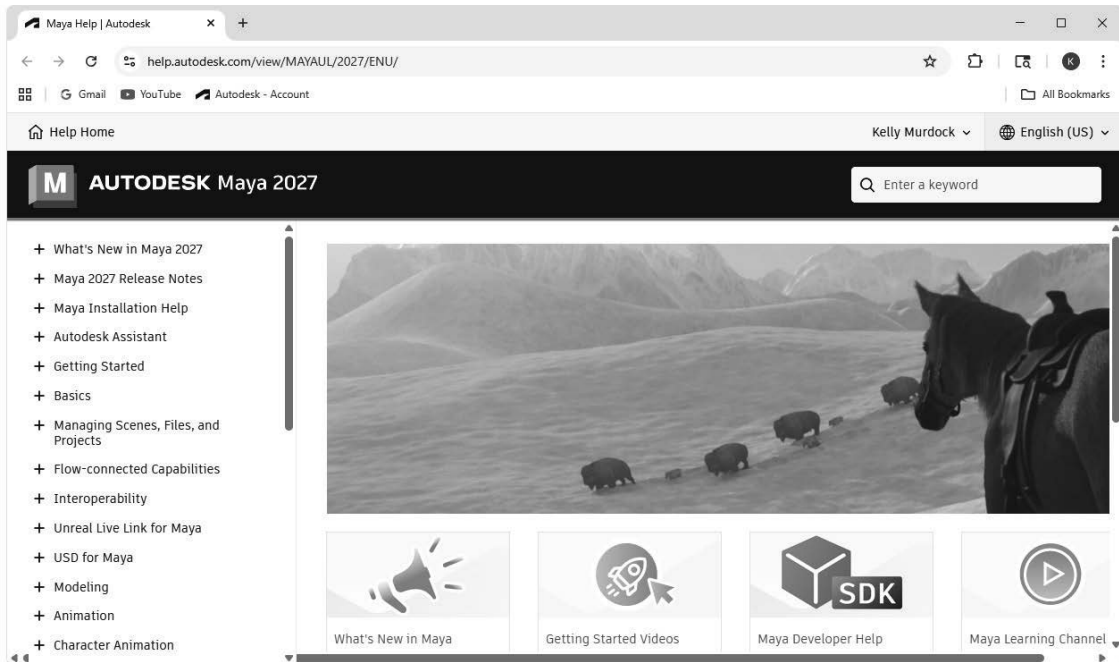 Maya Help | Autodesk
help.autodesk.com/view/MAYAUL/2027/ENU/
K
Gmail
YouTube
Autodesk - Account
All Bookmarks
Help Home
Kelly Murdock
English (US)
M
AUTODESK Maya 2027
Enter a keyword
What's New in Maya 2027
Maya 2027 Release Notes
Maya Installation Help
Autodesk Assistant
Getting Started
Basics
Managing Scenes, Files, and
Projects
Flow-connected Capabilities
Interoperability
Unreal Live Link for Maya
USD for Maya
Modeling
Animation
Character Animation
SDK
What's New in Maya
Getting Started Videos
Maya Developer Help
Maya Learning Channel